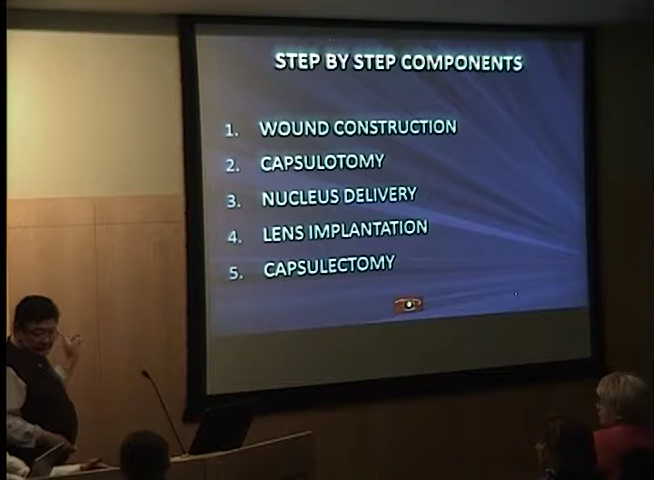 STEP BY STEP COMPONENTS
1. WOUND CONSTRUCTION
2. CAPSULOTOMY
3. NUCLEUS DELIVERY
4. LENS IMPLANTATION
5. CAPSULECTOMY